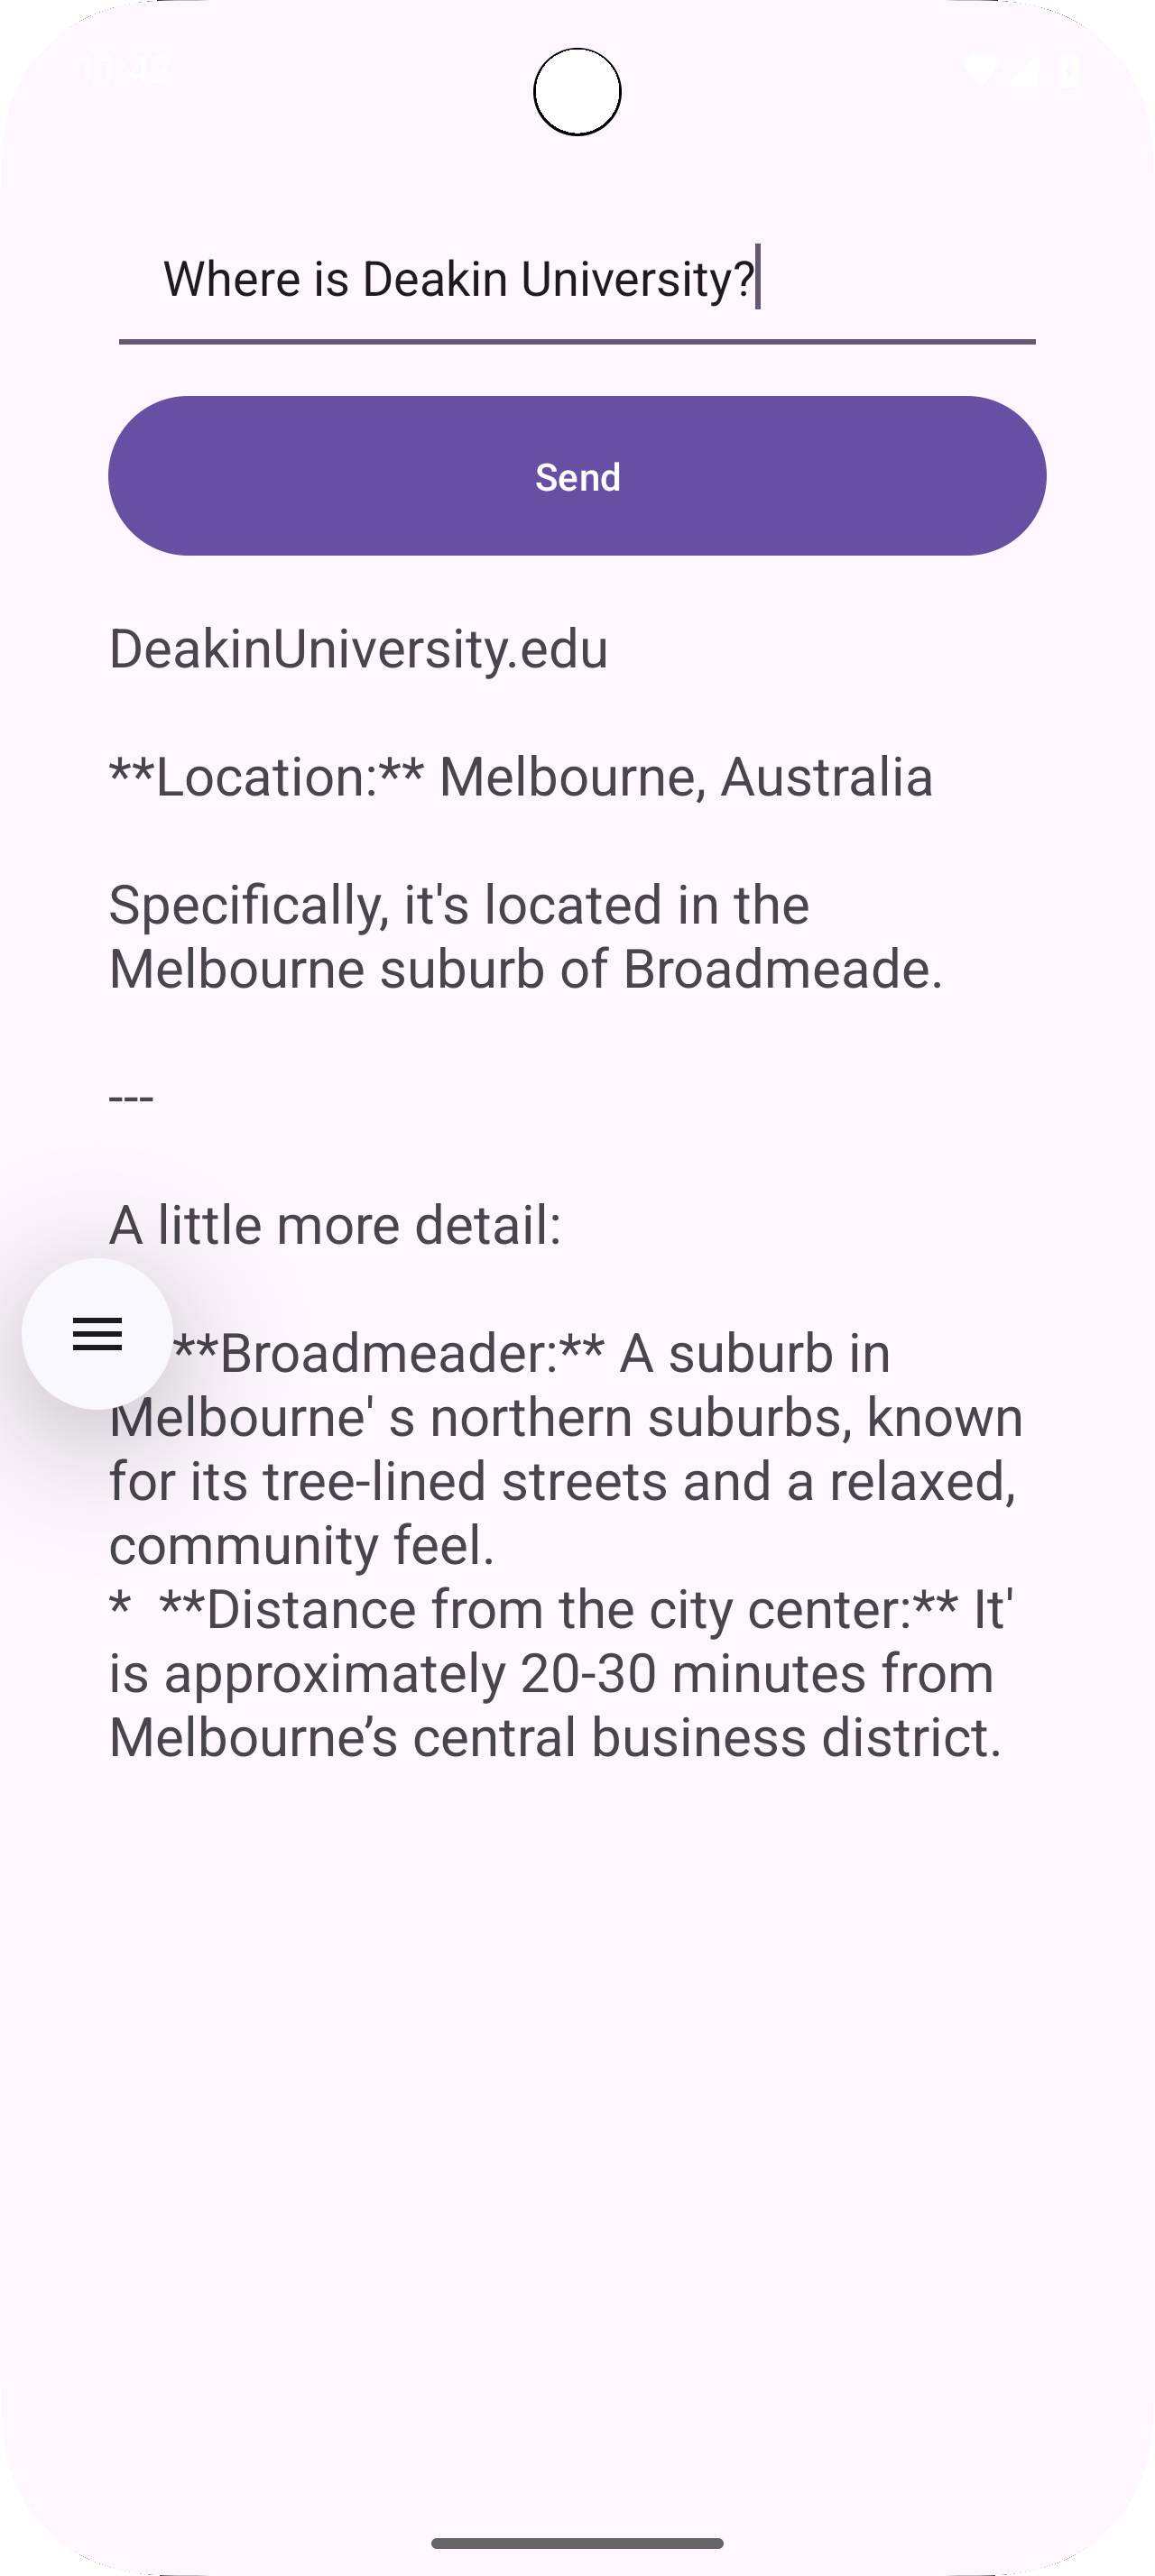 11:42
Where is Deakin University?
Send
DeakinUniversity.edu
**Location:** Melbourne, Australia
Specifically, it's located in the
Melbourne suburb of Broadmeade.
---
A little more detail:
**Broadmeader:** A suburb in
Melbourne' s northern suburbs, known
for its tree-lined streets and a relaxed,
community feel.
*  **Distance from the city center:** It'
is approximately 20-30 minutes from
Melbourne’s central business district.